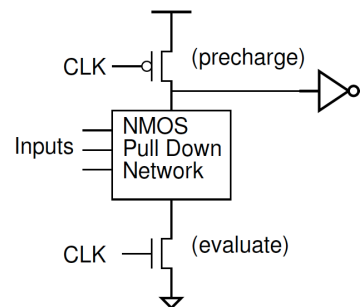 (precharge)
CLK
NMOS
Inputs
Pull Down
Network
CLK
(evaluate)